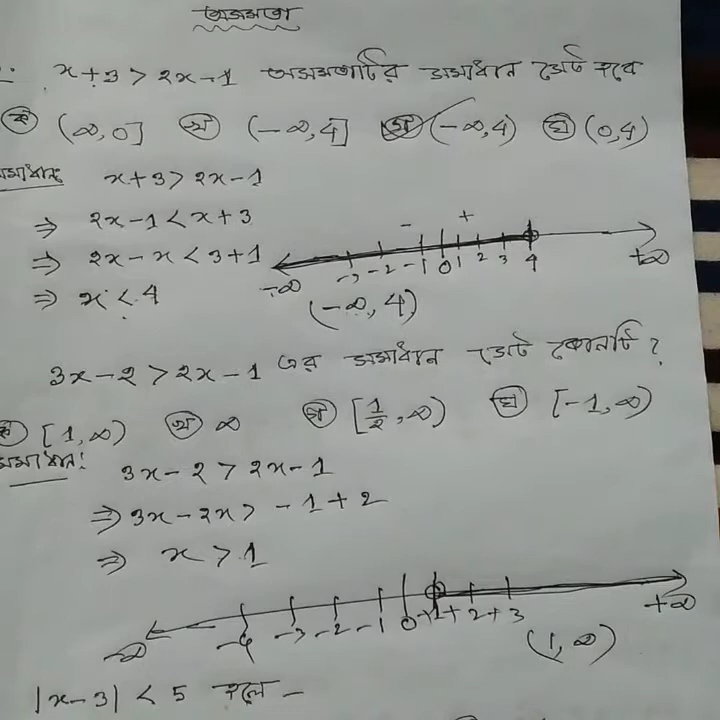 অসমতা
x+3 > 2x-1 অসমতাটির সমাধান সেট হবে
ক (∞, 0] খ (-∞, 4] গ (-∞, 4) ঘ (0, 4)
সমাধান: x+3 > 2x-1
⇒ 2x-1 < x+3
⇒ 2x-x < 3+1
⇒ x < 4
- +
-∞ -3 -2 -1 0 1 2 3 4 +∞
(-∞, 4)
3x-2 > 2x-1 এর সমাধান সেট কোনটি?
ক [1, ∞) খ ∞ গ [1/2, ∞) ঘ [-1, ∞)
সমাধান: 3x-2 > 2x-1
⇒ 3x-2x > -1+2
⇒ x > 1
-∞ -4 -3 -2 -1 0 +1 +2 +3 +∞
(1, ∞)
|x-3| < 5 হলে -